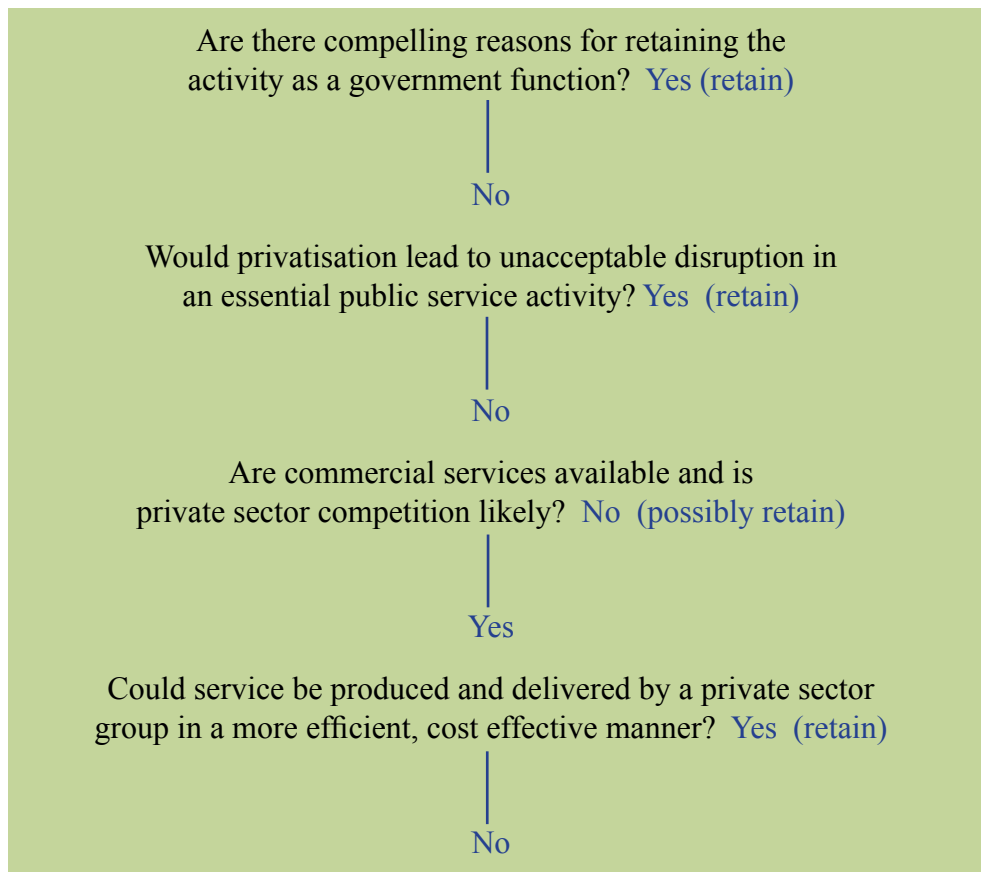 Are there compelling reasons for retaining the
activity as a government function? Yes (retain)
No
Would privatisation lead to unacceptable disruption in
an essential public service activity? Yes (retain)
No
Are commercial services available and is
private sector competition likely? No (possibly retain)
Yes
Could service be produced and delivered by a private sector
group in a more efficient, cost effective manner? Yes (retain)
No